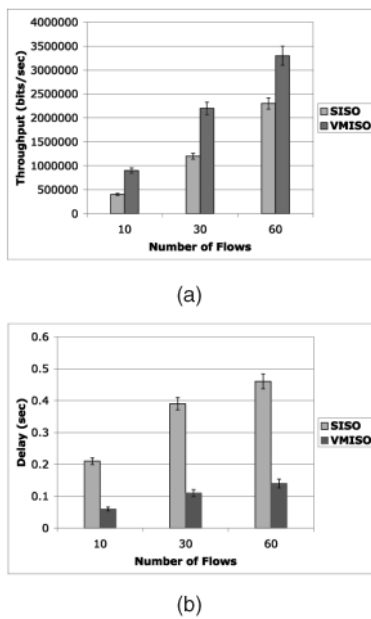 4000000
3500000
3000000
2500000
2000000
1500000
1000000
500000
0
Throughput (bits/sec)
10 30 60
Number of Flows
SISO
VMISO
(a)
0.6
0.5
0.4
0.3
0.2
0.1
0
Delay (sec)
10 30 60
Number of Flows
SISO
VMISO
(b)